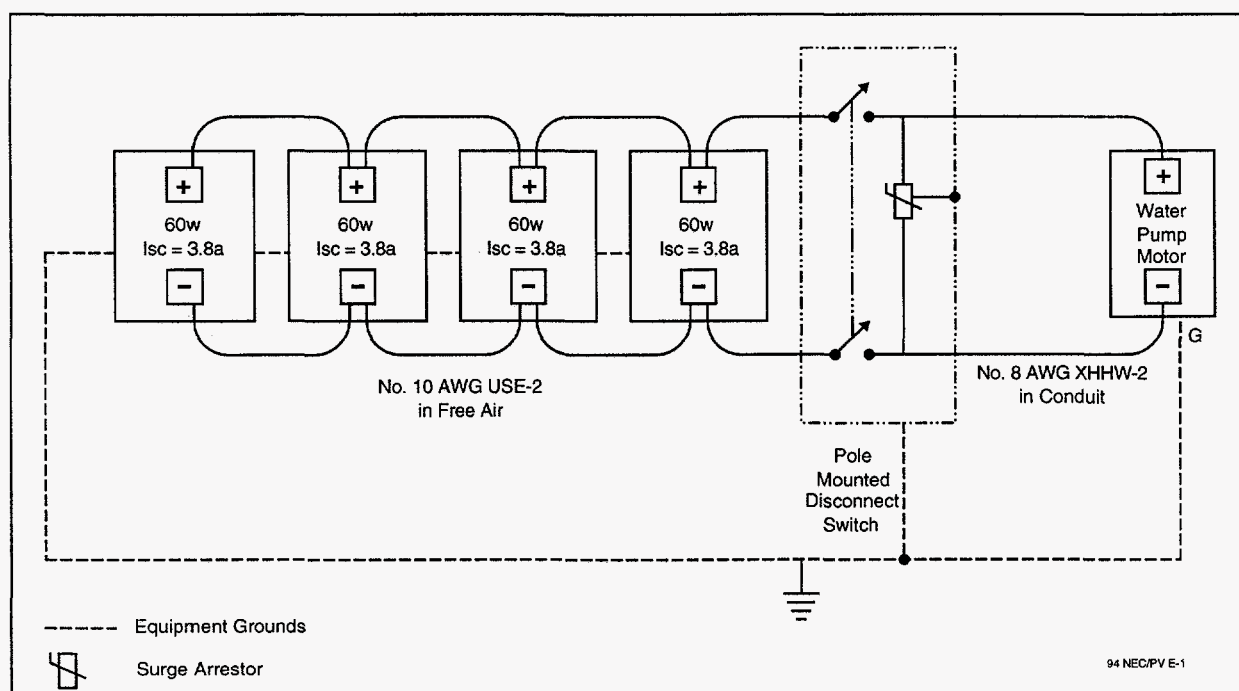 +
60w
Isc = 3.8a
−
+
60w
Isc = 3.8a
−
+
60w
Isc = 3.8a
−
+
60w
Isc = 3.8a
−
+
Water
Pump
Motor
−
G
No. 10 AWG USE-2
in Free Air
No. 8 AWG XHHW-2
in Conduit
Pole
Mounted
Disconnect
Switch
Equipment Grounds
Surge Arrestor
94 NEC/PV E-1